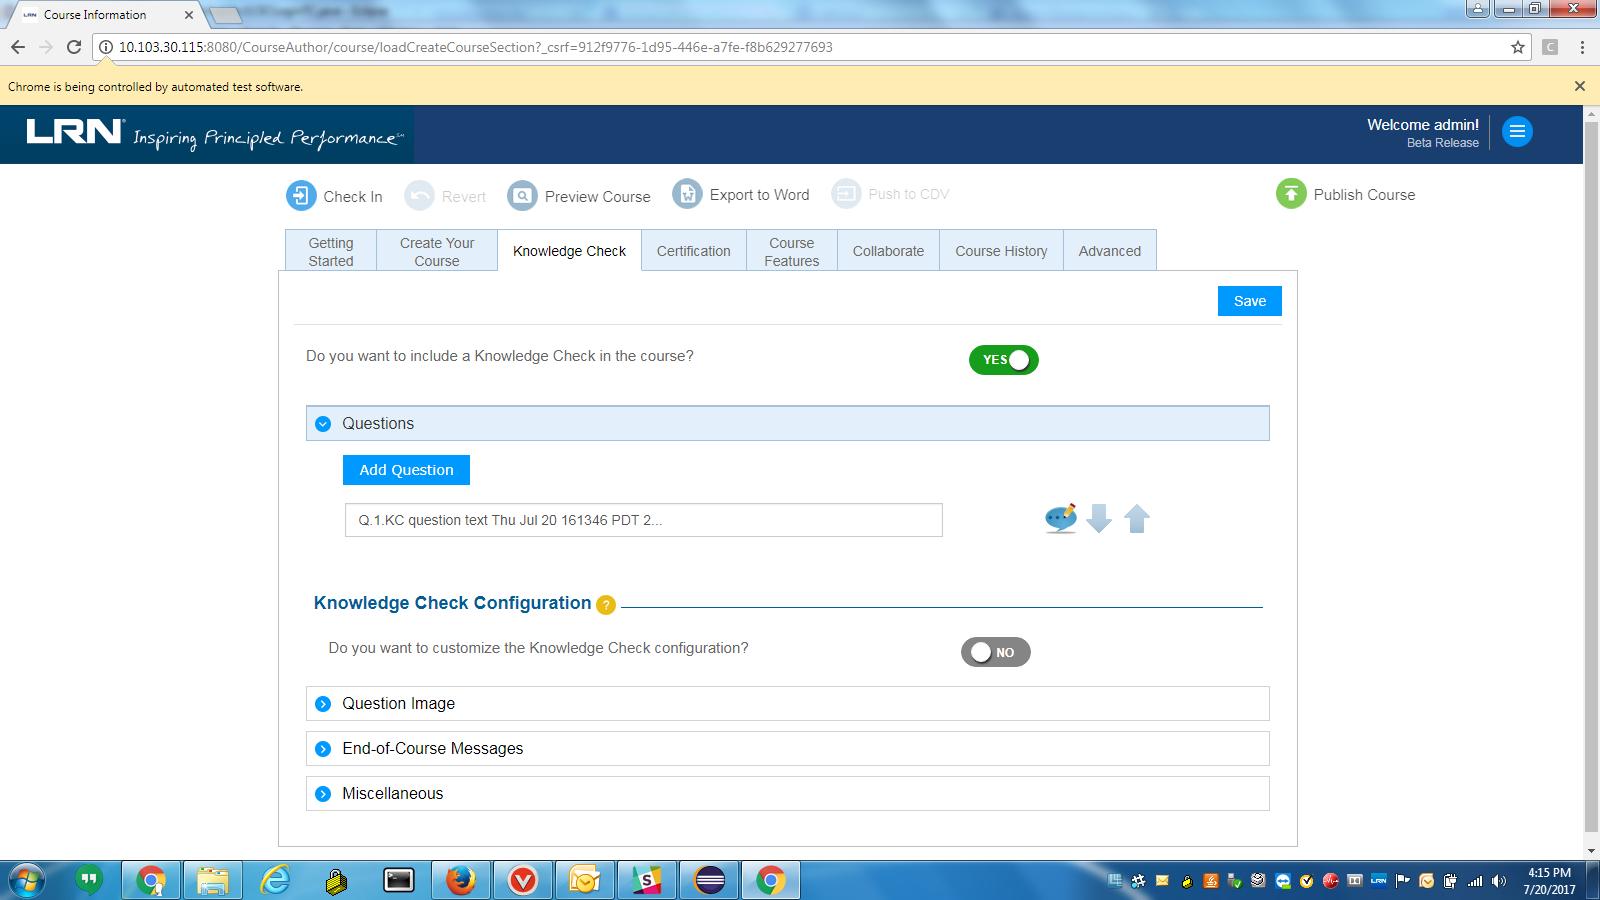 LRN Course Information
10.103.30.115:8080/CourseAuthor/course/loadCreateCourseSection?_csrf=912f9776-1d95-446e-a7fe-f8b629277693
C
Chrome is being controlled by automated test software.
LRN Inspiring Principled Performance℠
Welcome admin!
Beta Release
Check In
Revert
Preview Course
Export to Word
Push to CDV
Publish Course
Getting Started
Create Your Course
Knowledge Check
Certification
Course Features
Collaborate
Course History
Advanced
Save
Do you want to include a Knowledge Check in the course?
YES
Questions
Add Question
Q.1.KC question text Thu Jul 20 161346 PDT 2...
Knowledge Check Configuration ?
Do you want to customize the Knowledge Check configuration?
NO
Question Image
End-of-Course Messages
Miscellaneous
LRN
4:15 PM
7/20/2017